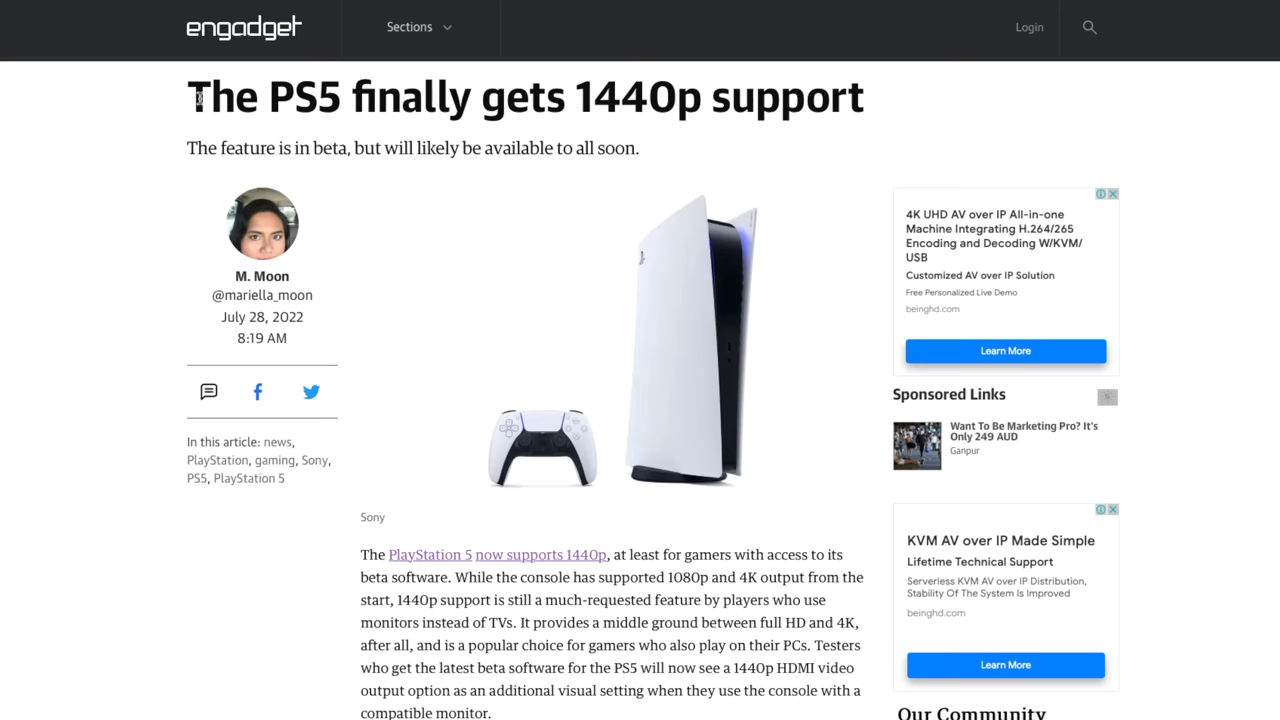 engadget
Sections
Login
The PS5 finally gets 1440p support
The feature is in beta, but will likely be available to all soon.
M. Moon
@mariella_moon
July 28, 2022
8:19 AM
In this article: news,
PlayStation, gaming, Sony,
PS5, PlayStation 5
Sony
The PlayStation 5 now supports 1440p, at least for gamers with access to its
beta software. While the console has supported 1080p and 4K output from the
start, 1440p support is still a much-requested feature by players who use
monitors instead of TVs. It provides a middle ground between full HD and 4K,
after all, and is a popular choice for gamers who also play on their PCs. Testers
who get the latest beta software for the PS5 will now see a 1440p HDMI video
output option as an additional visual setting when they use the console with a
compatible monitor.
4K UHD AV over IP All-in-one
Machine Integrating H.264/265
Encoding and Decoding W/KVM/
USB
Customized AV over IP Solution
Free Personalized Live Demo
beinghd.com
Learn More
Sponsored Links
Want To Be Marketing Pro? It's
Only 249 AUD
Ganpur
KVM AV over IP Made Simple
Lifetime Technical Support
Serverless KVM AV over IP Distribution,
Stability Of The System Is Improved
beinghd.com
Learn More
Our Community